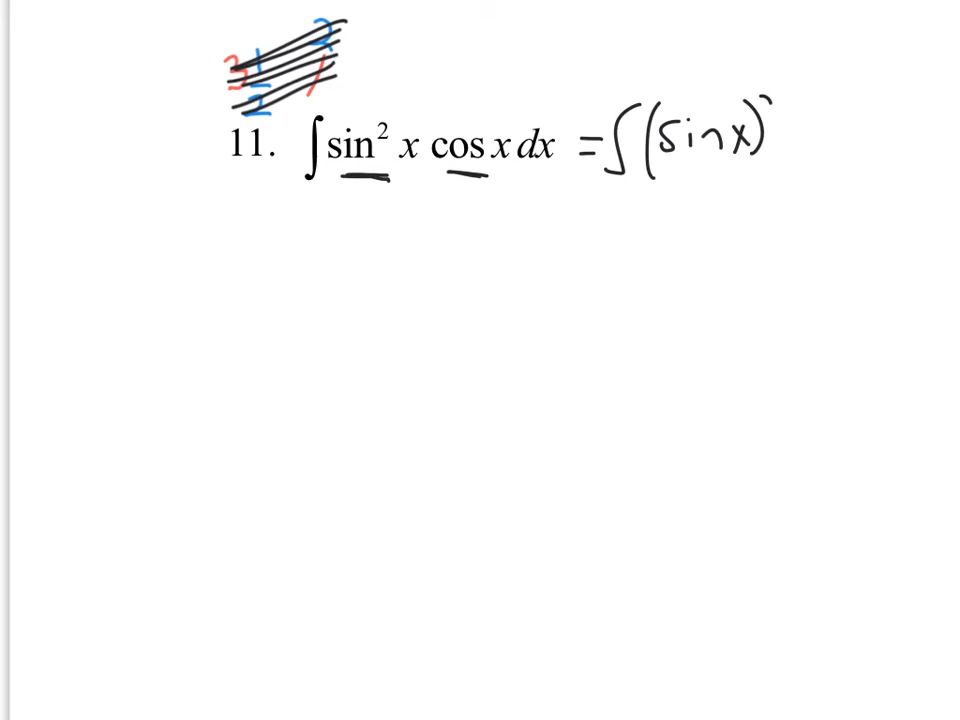 11. ∫ sin² x cos x dx = ∫ (sin x)